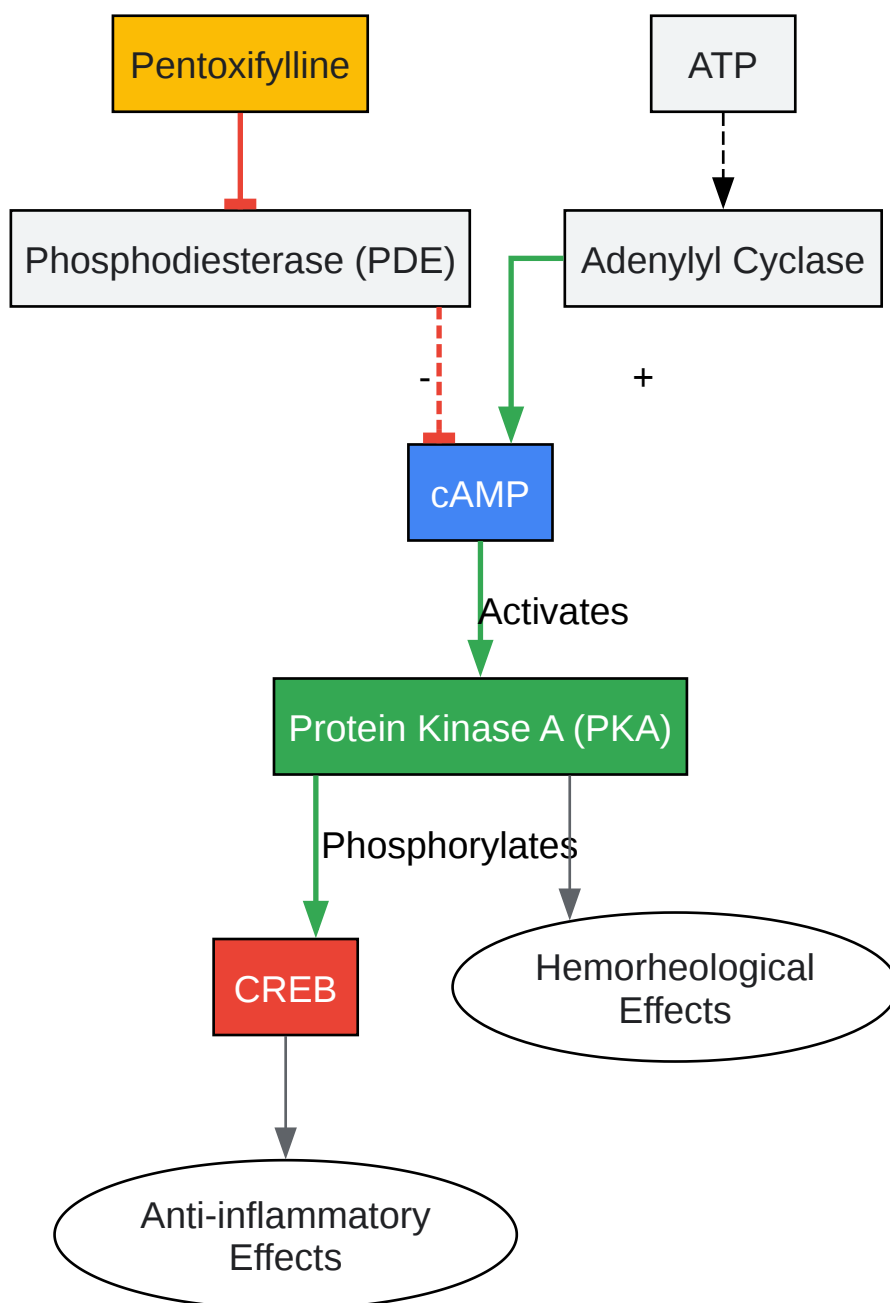 Pentoxifylline
ATP
Phosphodiesterase (PDE)
Adenylyl Cyclase
-
+
cAMP
Activates
Protein Kinase A (PKA)
Phosphorylates
Hemorheological
Effects
CREB
Anti-inflammatory
Effects